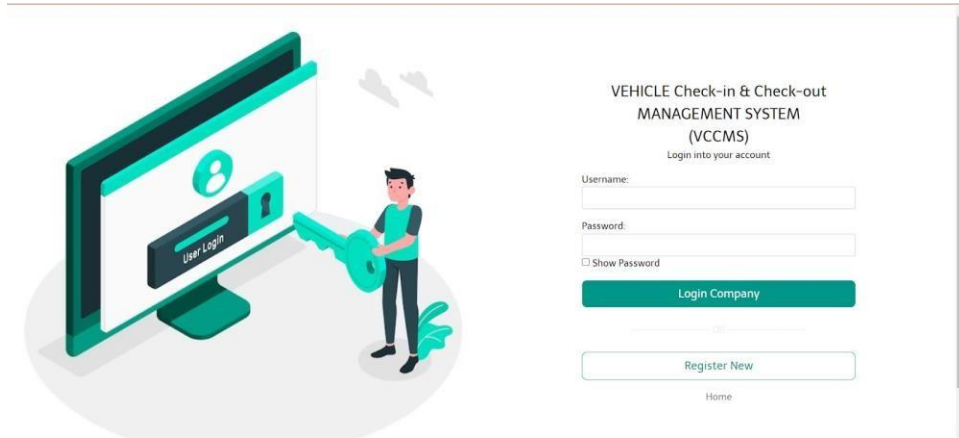 User Login
VEHICLE Check-in & Check-out
MANAGEMENT SYSTEM
(VCCMS)
Login into your account
Username:
Password:
Show Password
Login Company
OR
Register New
Home